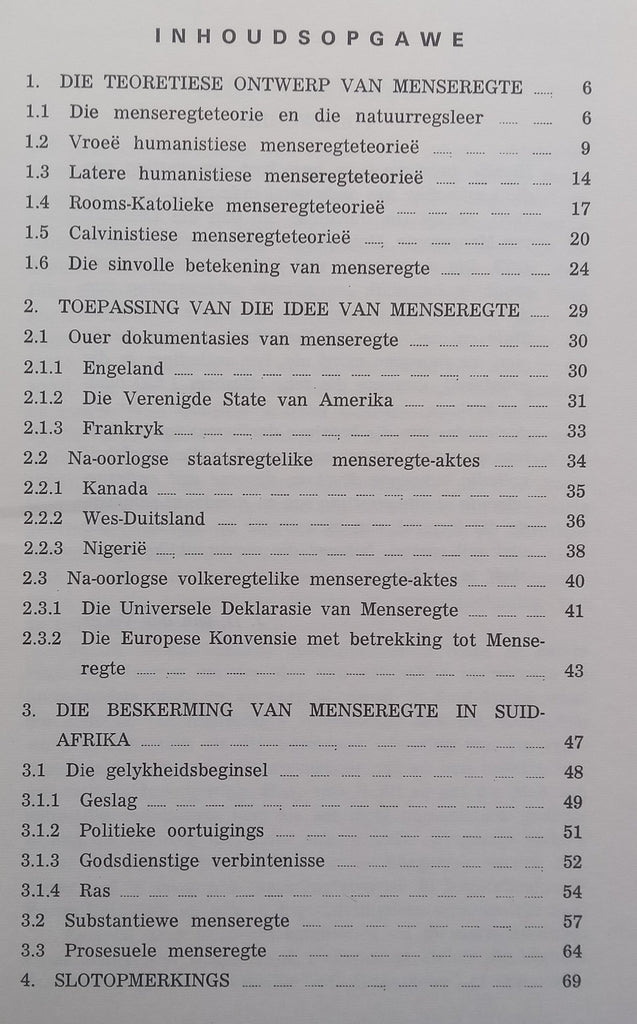 INHOUDSOPGAWE
1. DIE TEORETIESE ONTWERP VAN MENSEREGTE ..... 6
1.1 Die menseregteteorie en die natuurregsleer ..... ..... 6
1.2 Vroeë humanistiese menseregteteorieë ..... ..... ..... ..... 9
1.3 Latere humanistiese menseregteteorieë ..... ..... ..... ..... 14
1.4 Rooms-Katolieke menseregteteorieë ..... ..... ..... ..... ..... 17
1.5 Calvinistiese menseregteteorieë ..... ..... ..... ..... ..... ..... 20
1.6 Die sinvolle betekening van menseregte ..... ..... ..... ..... 24
2. TOEPASSING VAN DIE IDEE VAN MENSEREGTE ..... 29
2.1 Ouer dokumentasies van menseregte ..... ..... ..... ..... ..... 30
2.1.1 Engeland ..... ..... ..... ..... ..... ..... ..... ..... ..... ..... ..... ..... ..... 30
2.1.2 Die Verenigde State van Amerika ..... ..... ..... ..... ..... 31
2.1.3 Frankryk ..... ..... ..... ..... ..... ..... ..... ..... ..... ..... ..... ..... ..... 33
2.2 Na-oorlogse staatsregtelike menseregte-aktes ..... ..... 34
2.2.1 Kanada ..... ..... ..... ..... ..... ..... ..... ..... ..... ..... ..... ..... ..... 35
2.2.2 Wes-Duitsland ..... ..... ..... ..... ..... ..... ..... ..... ..... ..... ..... 36
2.2.3 Nigerië ..... ..... ..... ..... ..... ..... ..... ..... ..... ..... ..... ..... ..... 38
2.3 Na-oorlogse volkeregtelike menseregte-aktes ..... ..... ..... 40
2.3.1 Die Universele Deklarasie van Menseregte ..... ..... ..... 41
2.3.2 Die Europese Konvensie met betrekking tot Mense-
regte ..... ..... ..... ..... ..... ..... ..... ..... ..... ..... ..... ..... ..... ..... 43
3. DIE BESKERMING VAN MENSEREGTE IN SUID-
AFRIKA ..... ..... ..... ..... ..... ..... ..... ..... ..... ..... ..... ..... ..... ..... 47
3.1 Die gelykheidsbeginsel ..... ..... ..... ..... ..... ..... ..... ..... ..... 48
3.1.1 Geslag ..... ..... ..... ..... ..... ..... ..... ..... ..... ..... ..... ..... ..... ..... 49
3.1.2 Politieke oortuigings ..... ..... ..... ..... ..... ..... ..... ..... ..... 51
3.1.3 Godsdienstige verbintenisse ..... ..... ..... ..... ..... ..... ..... 52
3.1.4 Ras ..... ..... ..... ..... ..... ..... ..... ..... ..... ..... ..... ..... ..... ..... 54
3.2 Substantiewe menseregte ..... ..... ..... ..... ..... ..... ..... ..... 57
3.3 Prosesuele menseregte ..... ..... ..... ..... ..... ..... ..... ..... ..... 64
4. SLOTOPMERKINGS ..... ..... ..... ..... ..... ..... ..... ..... ..... ..... 69